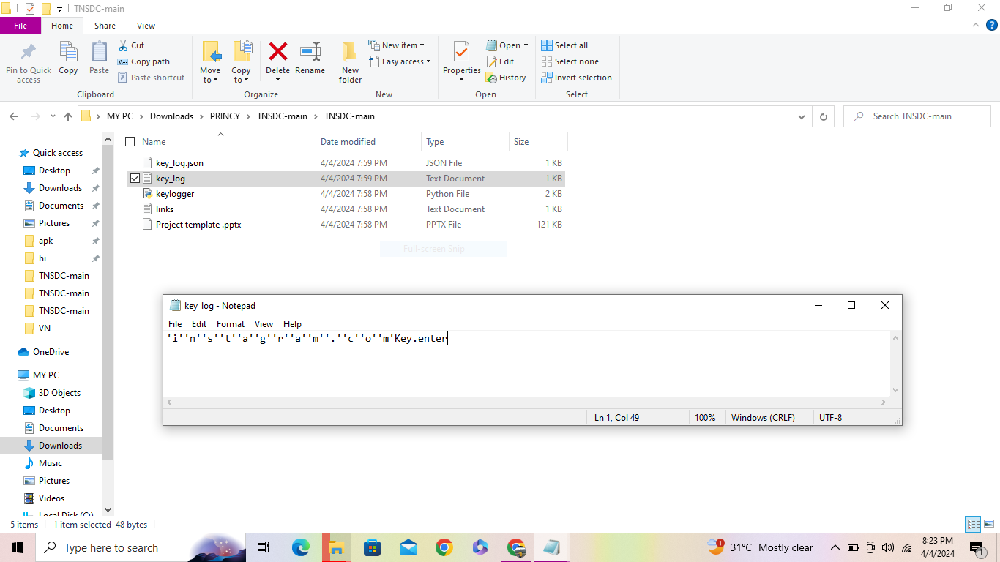 TNSDC-main
File Home Share View
Pin to Quick access
Copy
Paste
Cut
Copy path
Paste shortcut
Clipboard
Move to
Copy to
Delete
Rename
Organize
New folder
New item
Easy access
New
Properties
Open
Edit
History
Open
Select all
Select none
Invert selection
Select
MY PC > Downloads > PRINCY > TNSDC-main > TNSDC-main
Search TNSDC-main
Quick access
Desktop
Downloads
Documents
Pictures
apk
hi
TNSDC-main
TNSDC-main
TNSDC-main
VN
OneDrive
MY PC
3D Objects
Desktop
Documents
Downloads
Music
Pictures
Videos
Local Disk (C:)
Name Date modified Type Size
key_log.json 4/4/2024 7:59 PM JSON File 1 KB
key_log 4/4/2024 7:59 PM Text Document 1 KB
keylogger 4/4/2024 7:58 PM Python File 2 KB
links 4/4/2024 7:58 PM Text Document 1 KB
Project template .pptx 4/4/2024 7:58 PM PPTX File 121 KB
Full-screen Snip
key_log - Notepad
File Edit Format View Help
'i''n''s''t''a''g''r''a''m''.''c''o''m'Key.enter
Ln 1, Col 49 100% Windows (CRLF) UTF-8
5 items 1 item selected 48 bytes
Type here to search
1
31°C Mostly clear
8:23 PM
4/4/2024
1